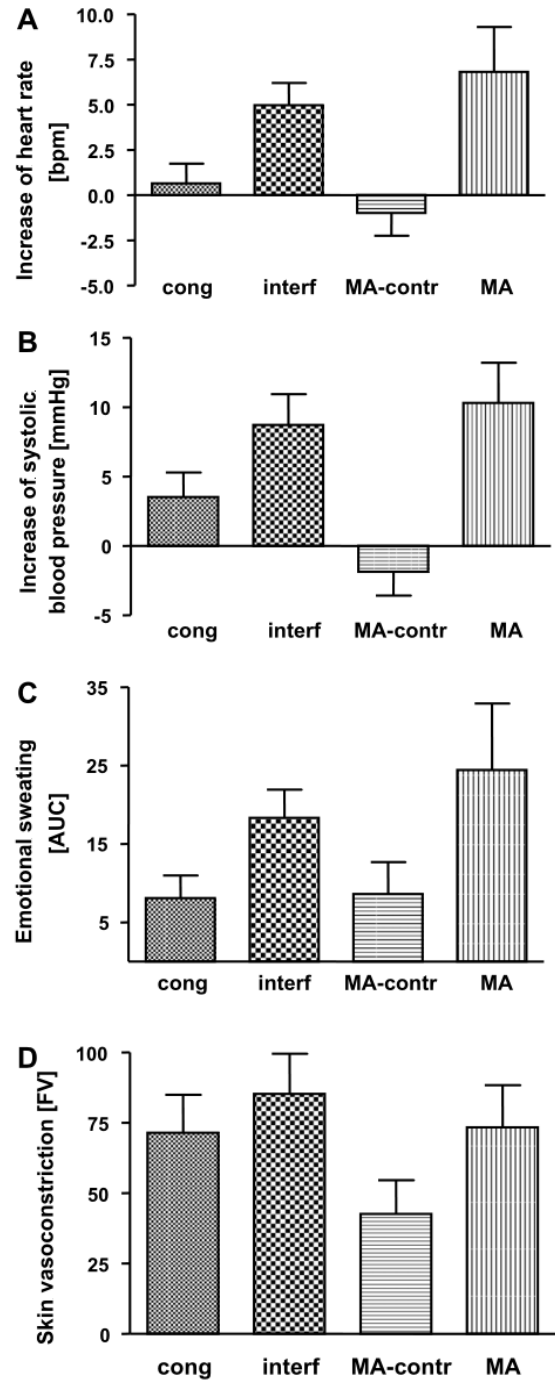 A
Increase of heart rate
[bpm]
10.0
7.5
5.0
2.5
0.0
-2.5
-5.0
cong interf MA-contr MA
B
Increase of systolic
blood pressure [mmHg]
15
10
5
0
-5
cong interf MA-contr MA
C
Emotional sweating
[AUC]
35
25
15
5
cong interf MA-contr MA
D
Skin vasoconstriction [FV]
100
75
50
25
0
cong interf MA-contr MA